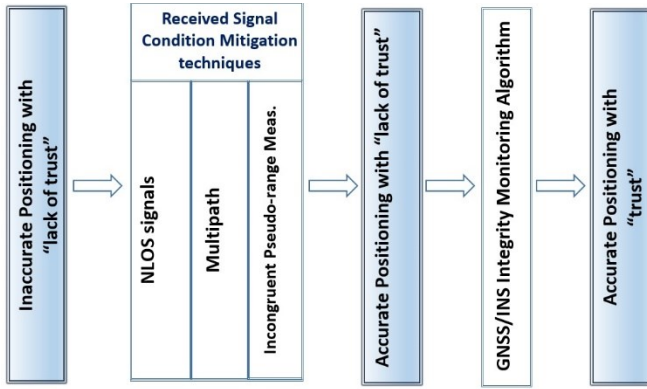 Inaccurate Positioning with
“lack of trust”
Received Signal
Condition Mitigation
techniques
NLOS signals
Multipath
Incongruent Pseudo-range Meas.
Accurate Positioning with “lack of trust”
GNSS/INS Integrity Monitoring Algorithm
Accurate Positioning with
“trust”